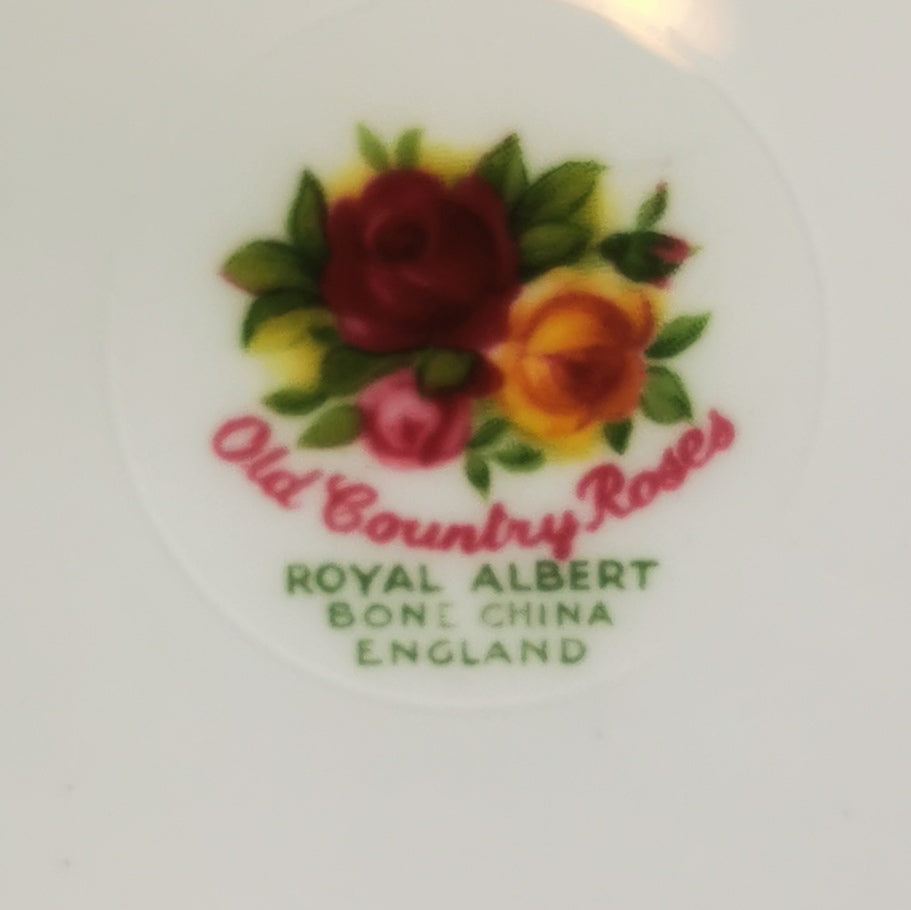 Old Country Roses
ROYAL ALBERT
BONE CHINA
ENGLAND